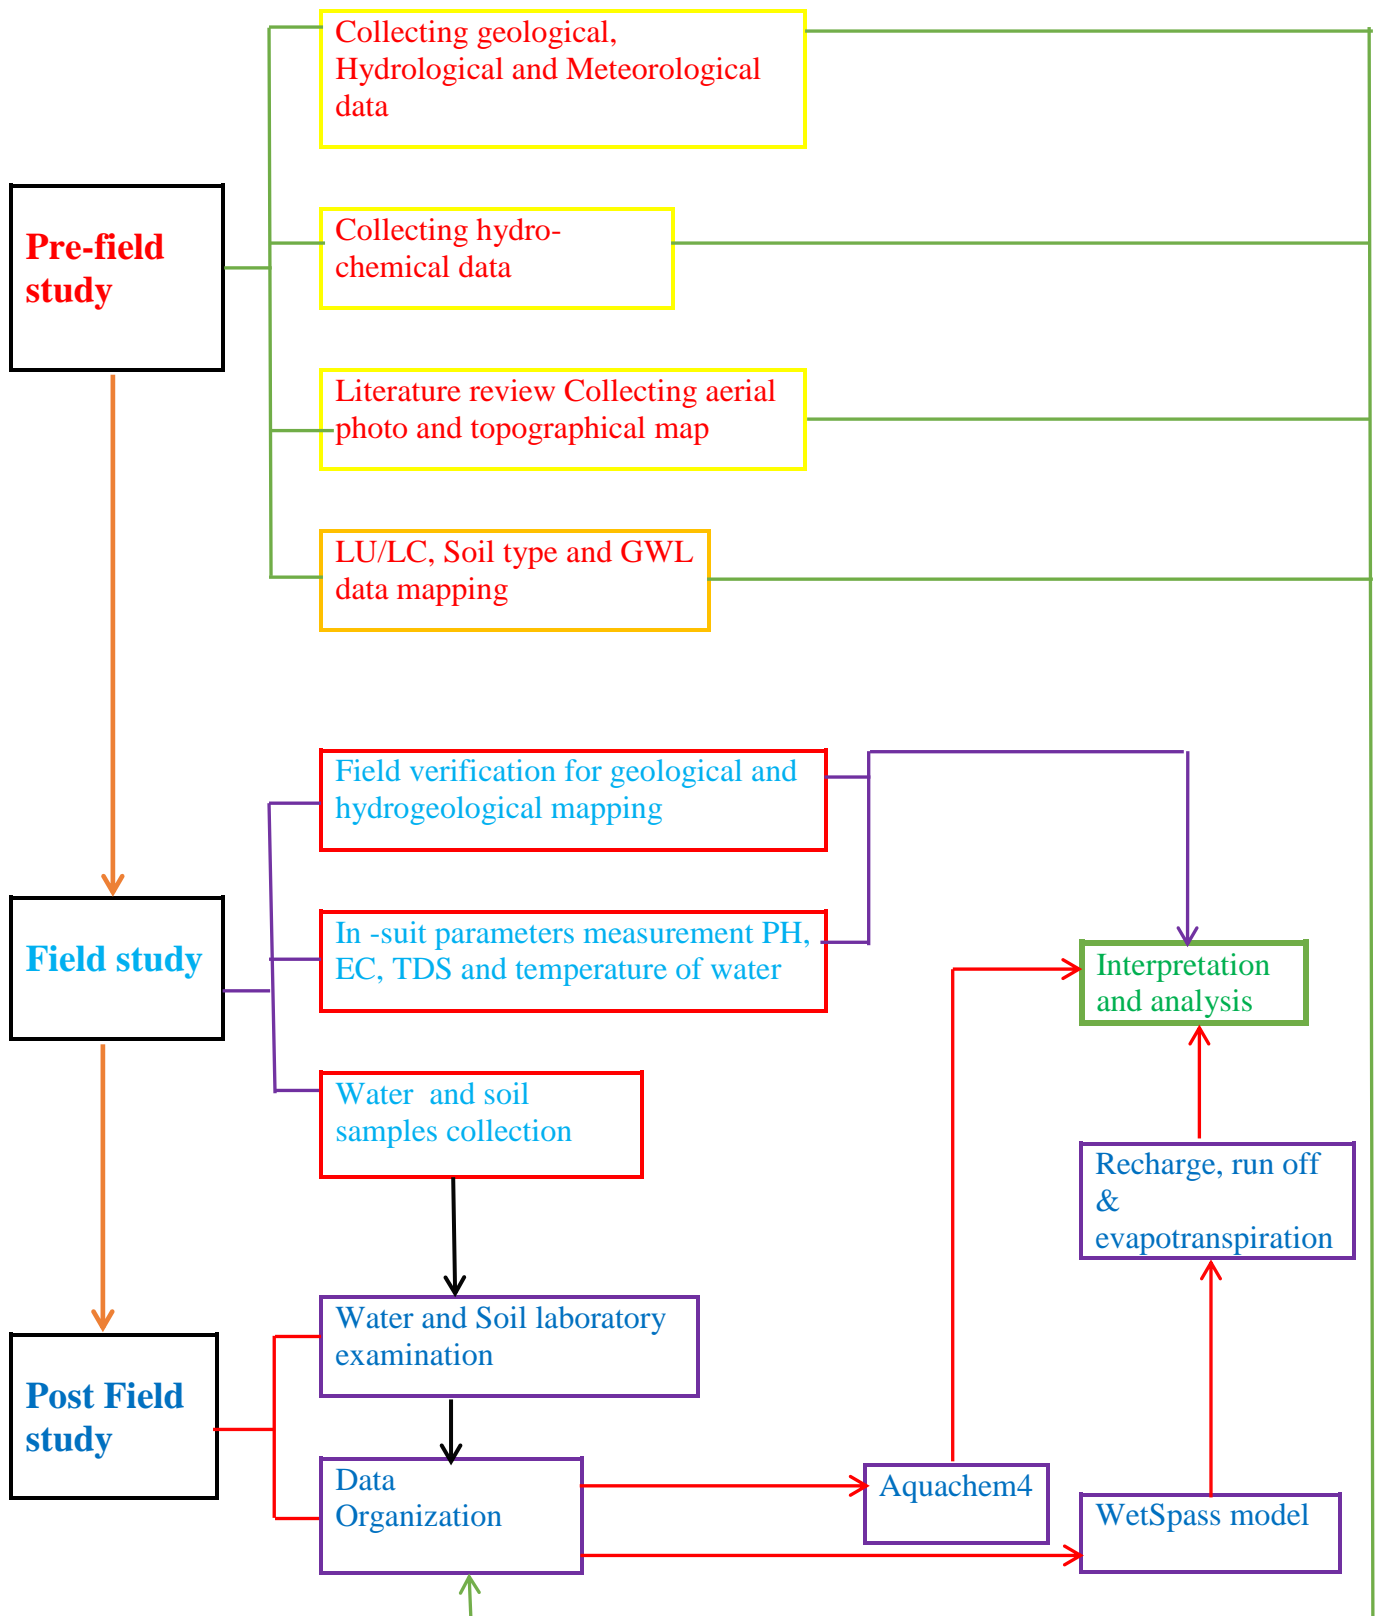 Collecting geological,
Hydrological and Meteorological
data
Pre-field
study
Collecting hydro-
chemical data
Literature review Collecting aerial
photo and topographical map
LU/LC, Soil type and GWL
data mapping
Field verification for geological and
hydrogeological mapping
Field study
In -suit parameters measurement PH,
EC, TDS and temperature of water
Interpretation
and analysis
Water  and soil
samples collection
Recharge, run off
&
evapotranspiration
Water and Soil laboratory
examination
Post Field
study
Data
Organization
Aquachem4
WetSpass model